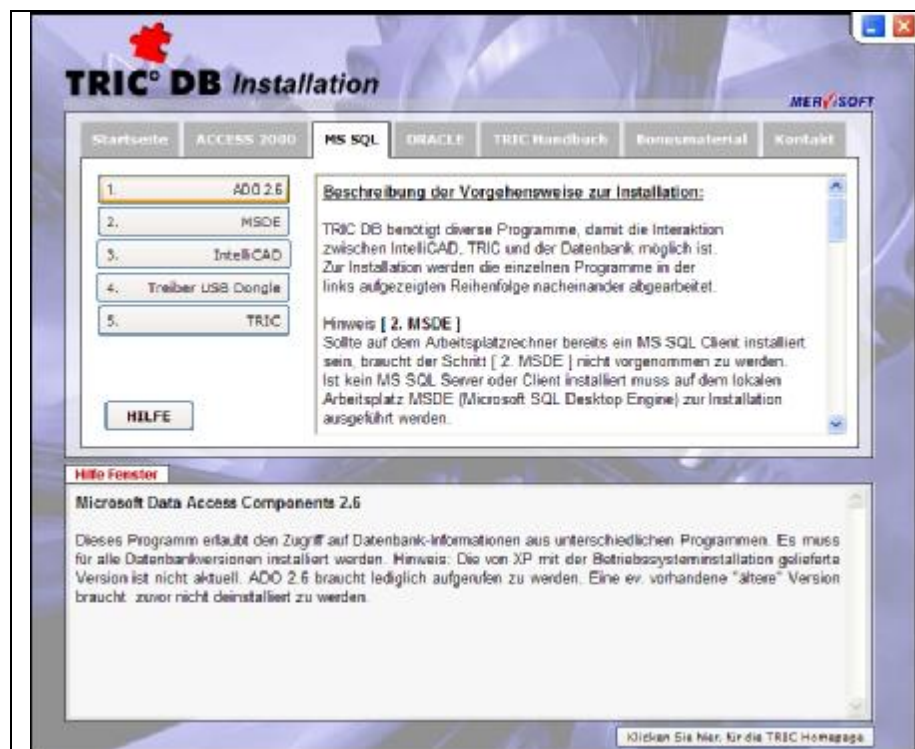 TRIC° DB Installation
MERVISOFT
Startseite
ACCESS 2000
MS SQL
ORACLE
TRIC Handbuch
Bonusmaterial
Kontakt
1. ADO 2.6
2. MSDE
3. IntelliCAD
4. Treiber USB Dongle
5. TRIC
HILFE
Beschreibung der Vorgehensweise zur Installation:
TRIC DB benötigt diverse Programme, damit die Interaktion
zwischen IntelliCAD, TRIC und der Datenbank möglich ist.
Zur Installation werden die einzelnen Programme in der
links aufgezeigten Reihenfolge nacheinander abgearbeitet.
Hinweis [ 2. MSDE ]
Sollte auf dem Arbeitsplatzrechner bereits ein MS SQL Client installiert
sein, braucht der Schritt [ 2. MSDE ] nicht vorgenommen zu werden.
Ist kein MS SQL Server oder Client installiert muss auf dem lokalen
Arbeitsplatz MSDE (Microsoft SQL Desktop Engine) zur Installation
ausgeführt werden.
Hilfe Fenster
Microsoft Data Access Components 2.6
Dieses Programm erlaubt den Zugriff auf Datenbank-Informationen aus unterschiedlichen Programmen. Es muss
für alle Datenbankversionen installiert werden. Hinweis: Die von XP mit der Betriebssysteminstallation gelieferte
Version ist nicht aktuell. ADO 2.6 braucht lediglich aufgerufen zu werden. Eine ev. vorhandene "ältere" Version
braucht zuvor nicht deinstalliert zu werden.
Klicken Sie hier, für die TRIC Homepage